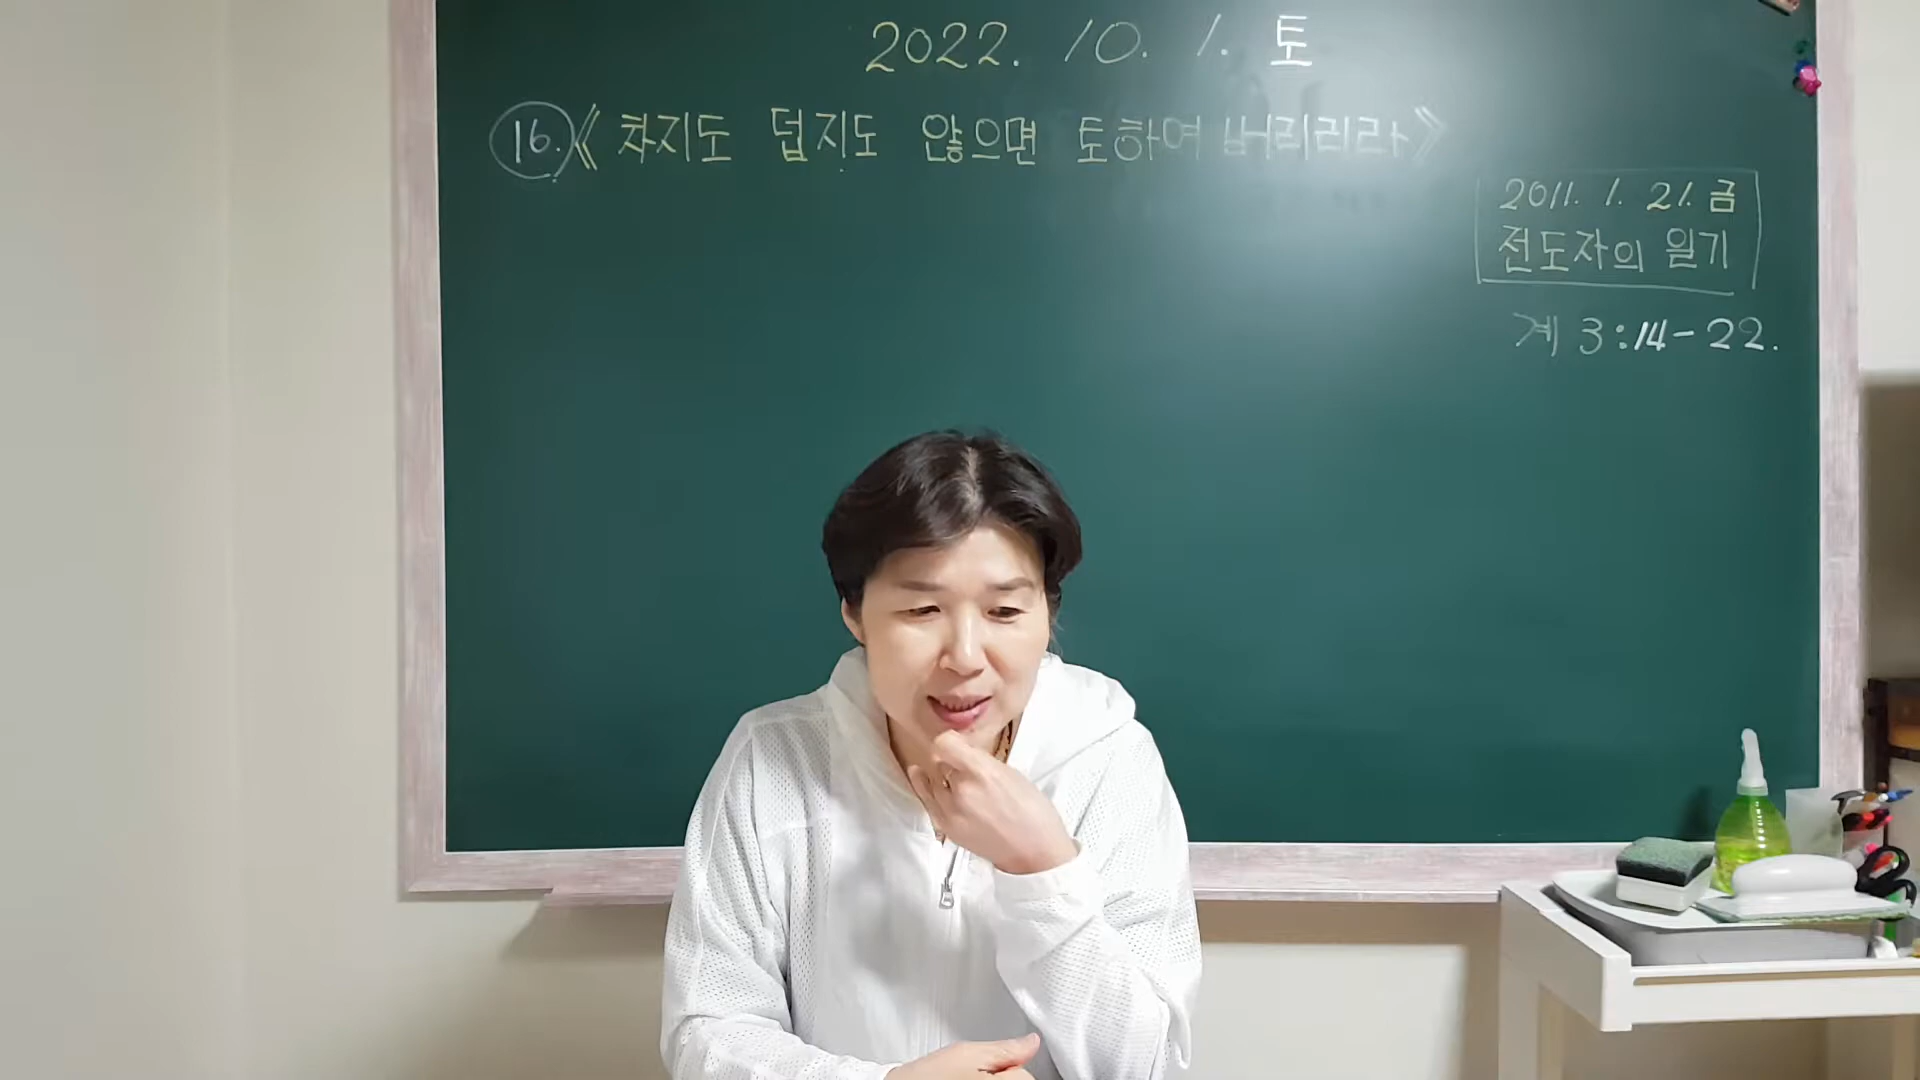 2022. 10. 1. 토
16. 《차지도 덥지도 않으면 토하여 버리리라》
2011. 1. 21. 금
전도자의 일기
계 3:14-22.